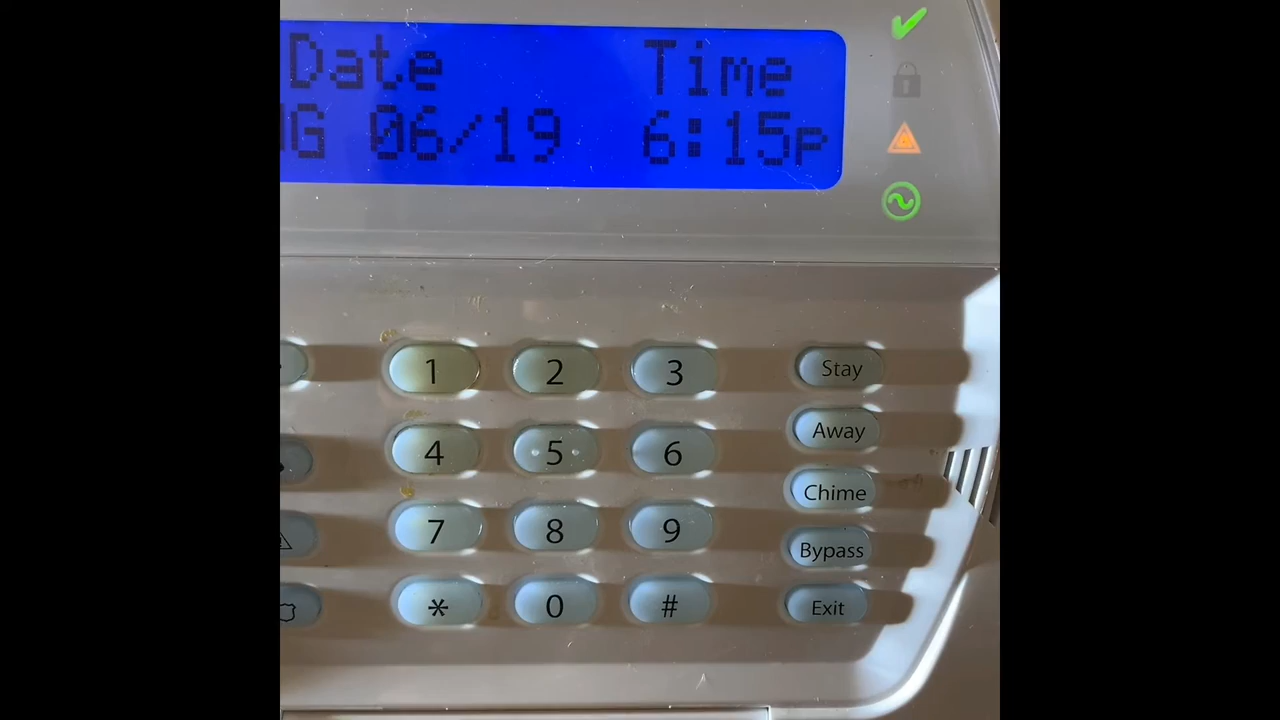 Date Time
UG 06/19 6:15p
1 2 3 Stay
4 5 6 Away
7 8 9 Chime
Bypass
* 0 # Exit